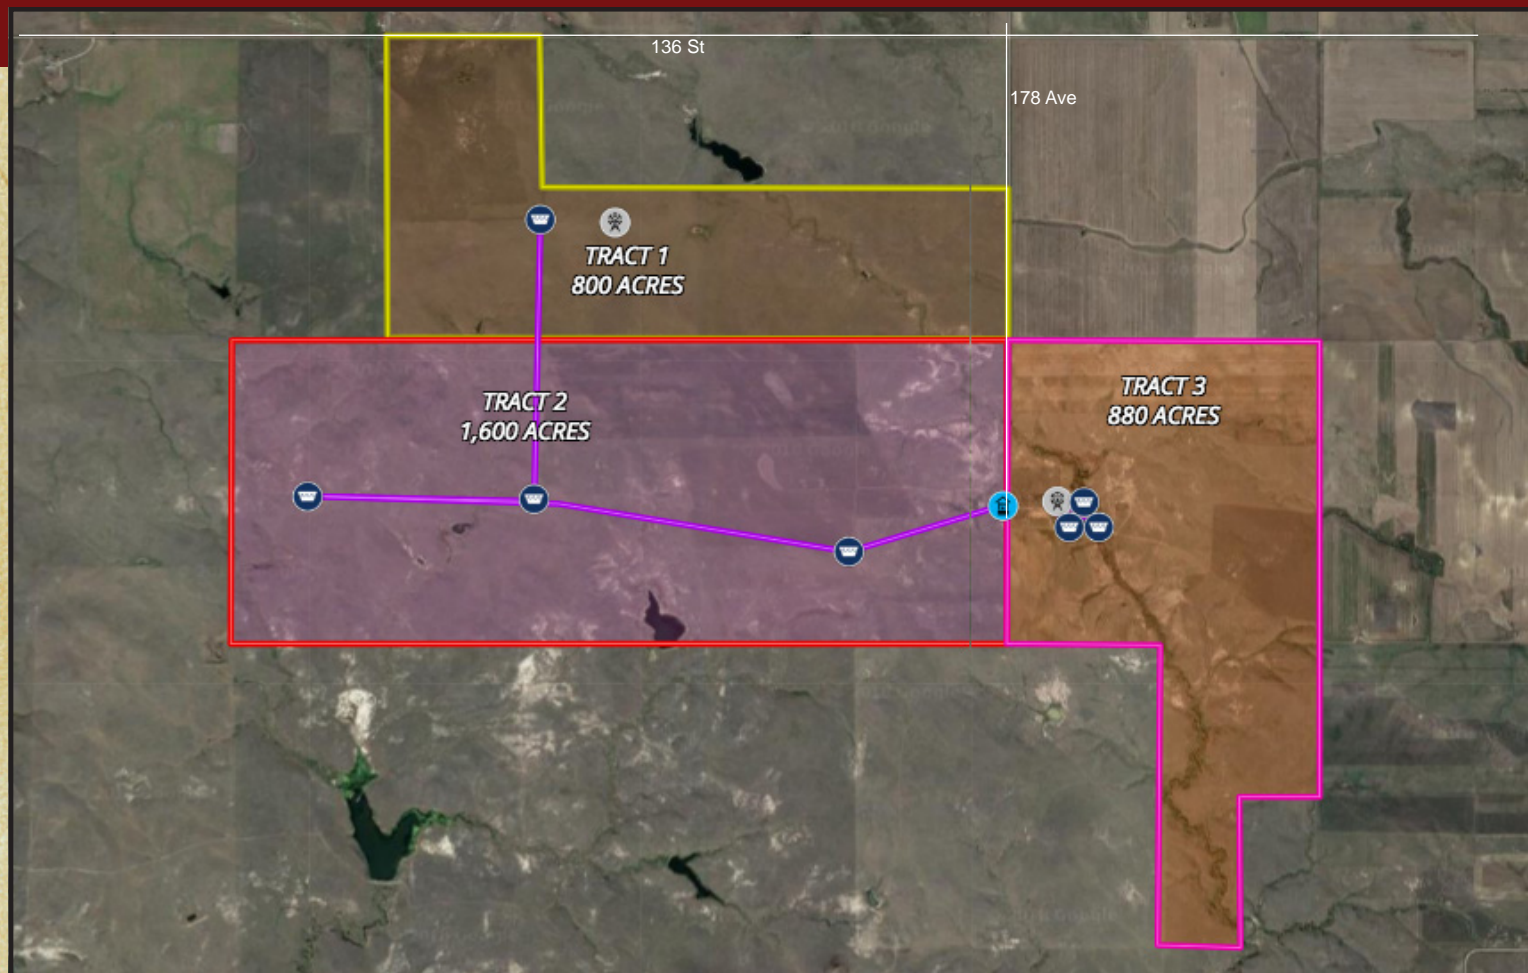 136 St
178 Ave
TRACT 1
800 ACRES
TRACT 2
1,600 ACRES
TRACT 3
880 ACRES